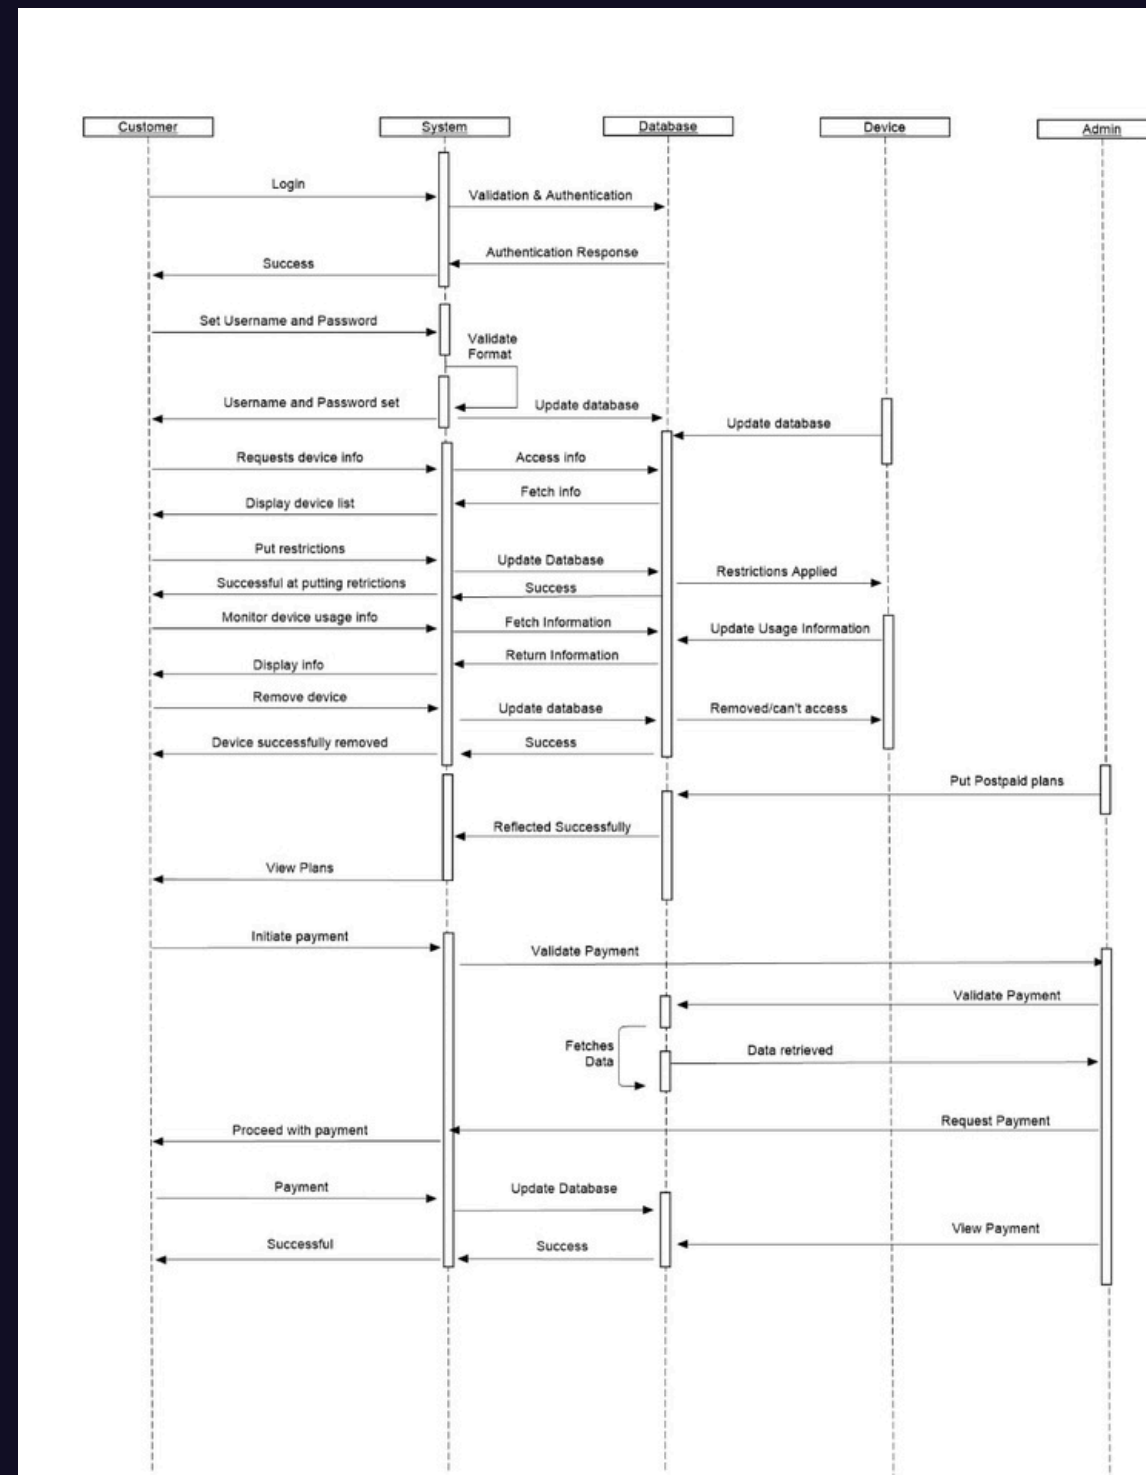 Customer
System
Database
Device
Admin
Login
Validation & Authentication
Authentication Response
Success
Set Username and Password
Validate
Format
Username and Password set
Update database
Update database
Requests device info
Access info
Fetch info
Display device list
Put restrictions
Update Database
Restrictions Applied
Successful at putting retrictions
Success
Monitor device usage info
Fetch Information
Update Usage Information
Return Information
Display info
Remove device
Update database
Removed/can't access
Device successfully removed
Success
Put Postpaid plans
Reflected Successfully
View Plans
Initiate payment
Validate Payment
Validate Payment
Fetches
Data
Data retrieved
Request Payment
Proceed with payment
Payment
Update Database
View Payment
Successful
Success